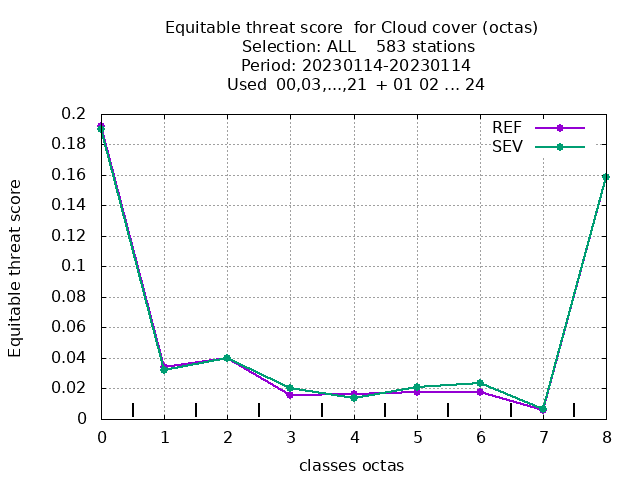 Equitable threat score  for Cloud cover (octas)
Selection: ALL    583 stations
Period: 20230114-20230114
Used  00,03,...,21  + 01 02 ... 24
REF
SEV
Equitable threat score
0.2
0.18
0.16
0.14
0.12
0.1
0.08
0.06
0.04
0.02
0
0 1 2 3 4 5 6 7 8
classes octas